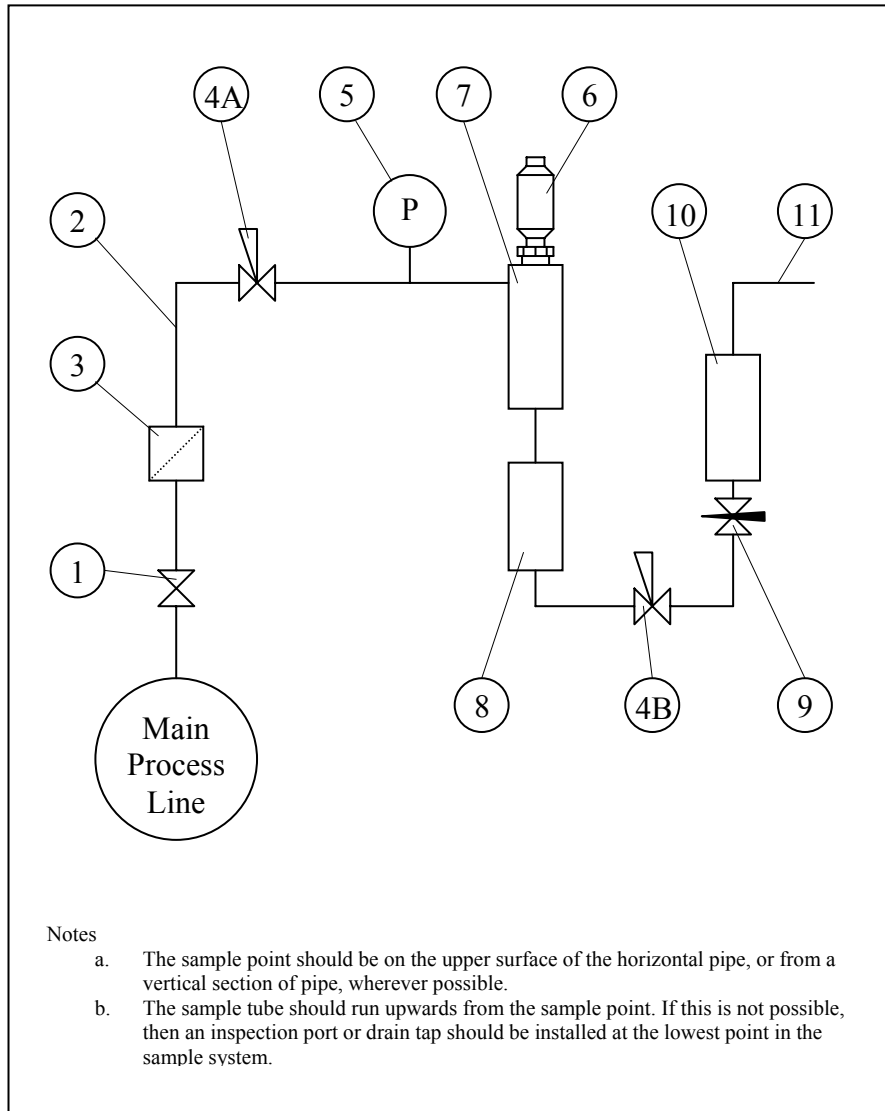 4A
5
7
6
2
P
10
11
3
1
8
4B
9
Main
Process
Line
Notes
a. The sample point should be on the upper surface of the horizontal pipe, or from a
vertical section of pipe, wherever possible.
b. The sample tube should run upwards from the sample point. If this is not possible,
then an inspection port or drain tap should be installed at the lowest point in the
sample system.